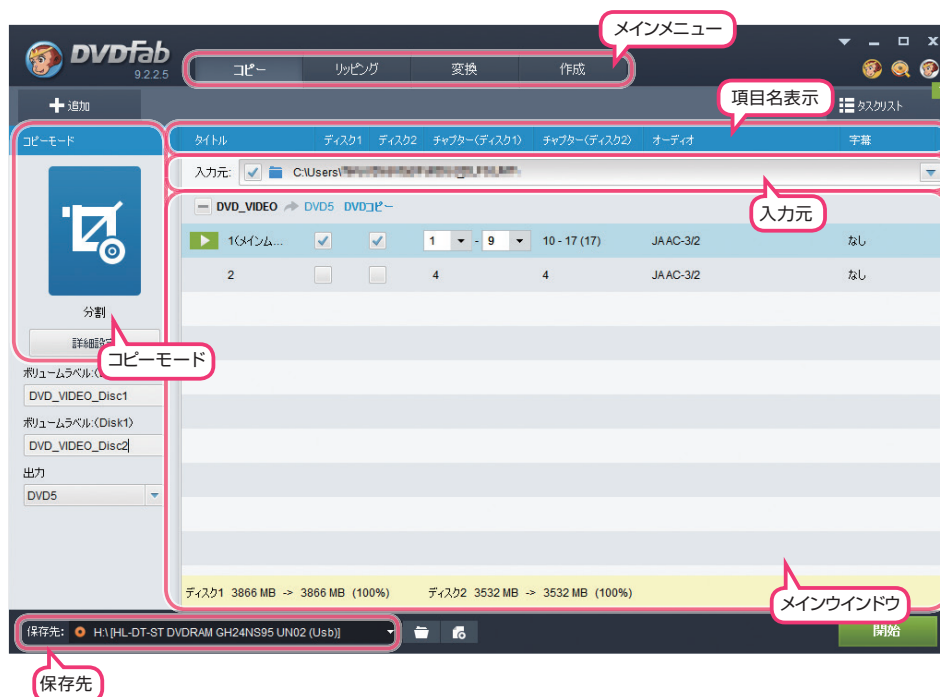 メインメニュー
DVDFab
9.2.2.5
コピー リッピング 変換 作成
追加
項目名表示
タスクリスト
コピーモード
タイトル ディスク1 ディスク2 チャプター(ディスク1) チャプター(ディスク2) オーディオ 字幕
入力元: C:\Users\
入力元
DVD_VIDEO DVD5 DVDコピー
1(メインム... 1 - 9 10 - 17 (17) JA AC-3/2 なし
2 4 4 JA AC-3/2 なし
分割
詳細設定
コピーモード
ボリュームラベル:
DVD_VIDEO_Disc1
ボリュームラベル:(Disk1)
DVD_VIDEO_Disc2
出力
DVD5
ディスク1 3866 MB -> 3866 MB (100%) ディスク2 3532 MB -> 3532 MB (100%)
メインウインドウ
保存先: H:\ [HL-DT-ST DVDRAM GH24NS95 UN02 (Usb)]
開始
保存先